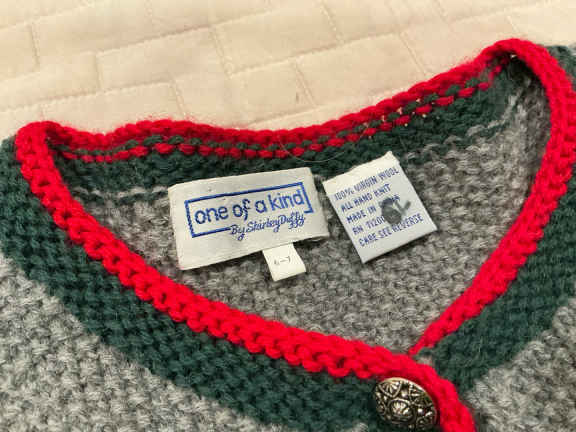 one of a kind
By Shirley Duffy
6-7
100% VIRGIN WOOL
ALL HAND KNIT
MADE IN
RN
CARE SEE REVERSE